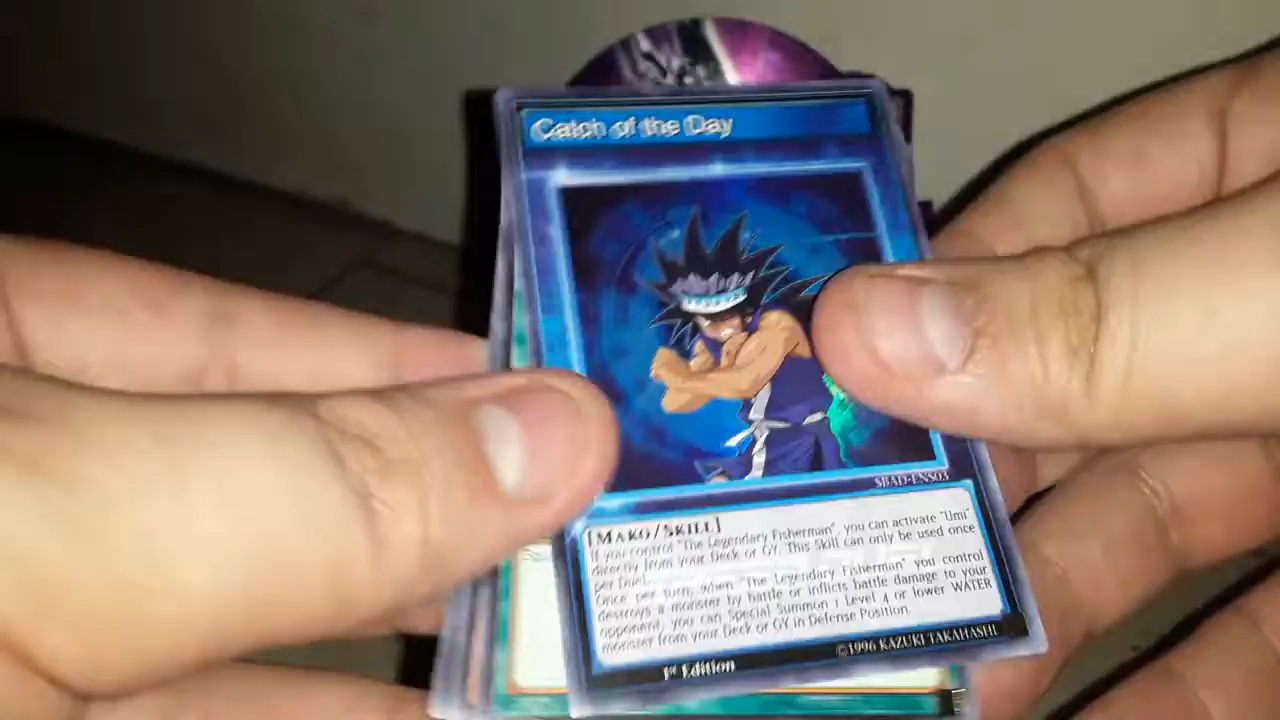 Catch of the Day
SBAD-ENS03
[MAKO/SKILL]
If you control "The Legendary Fisherman", you can activate "Umi"
directly from your Deck or GY. This Skill can only be used once
per Duel.
Once per turn, when "The Legendary Fisherman" you control
destroys a monster by battle or inflicts battle damage to your
opponent, you can Special Summon 1 Level 4 or lower WATER
monster from your Deck or GY in Defense Position.
1st Edition
©1996 KAZUKI TAKAHASHI